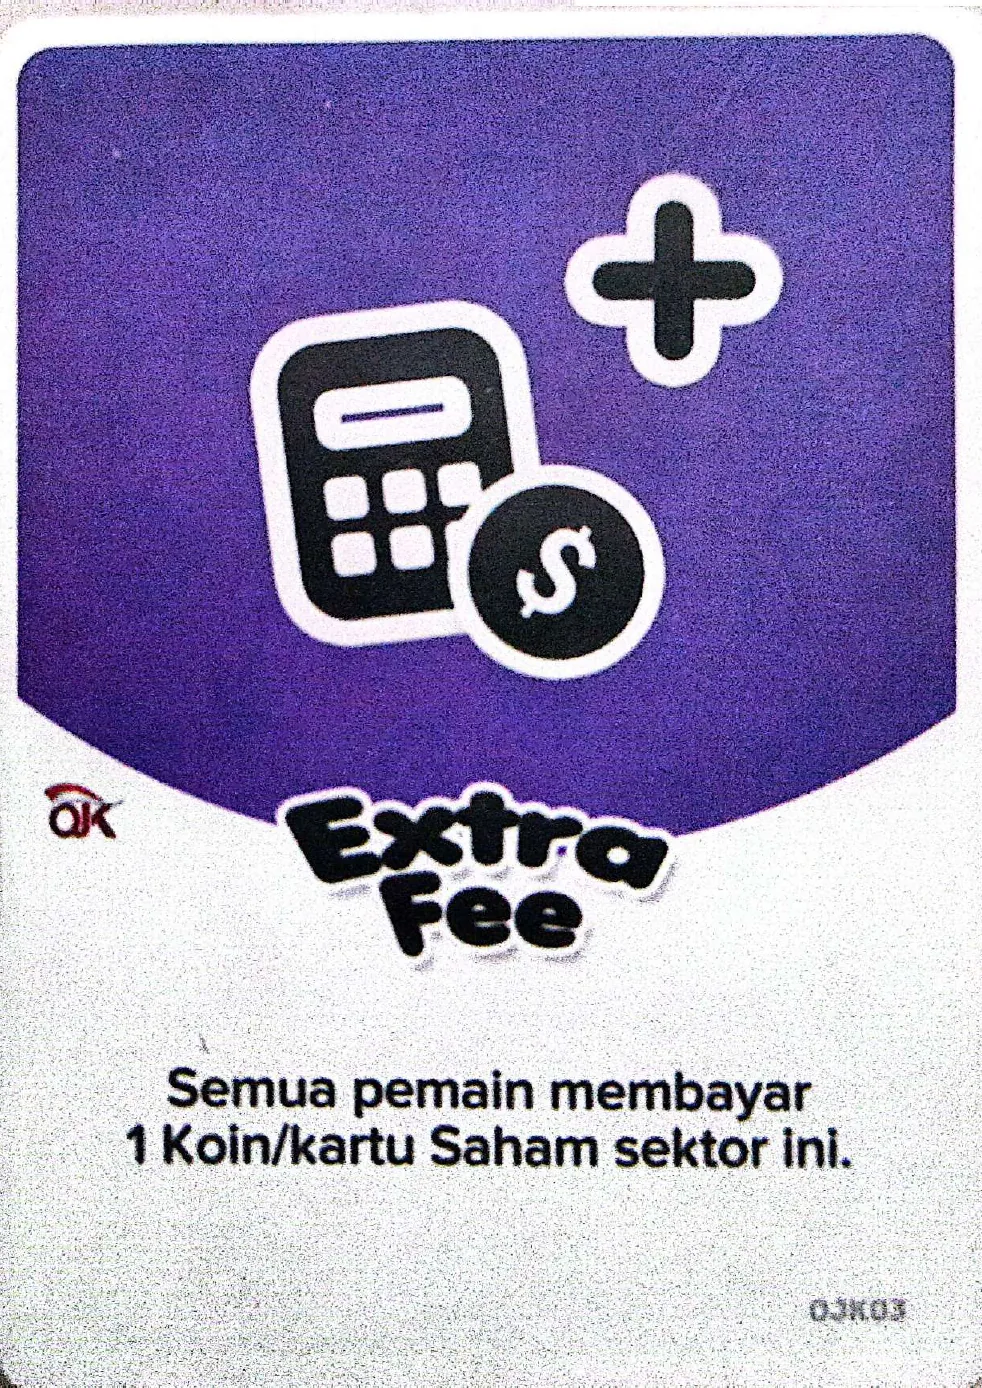 $
OJK
Extra
Fee
Semua pemain membayar
1 Koin/kartu Saham sektor ini.
OJK03